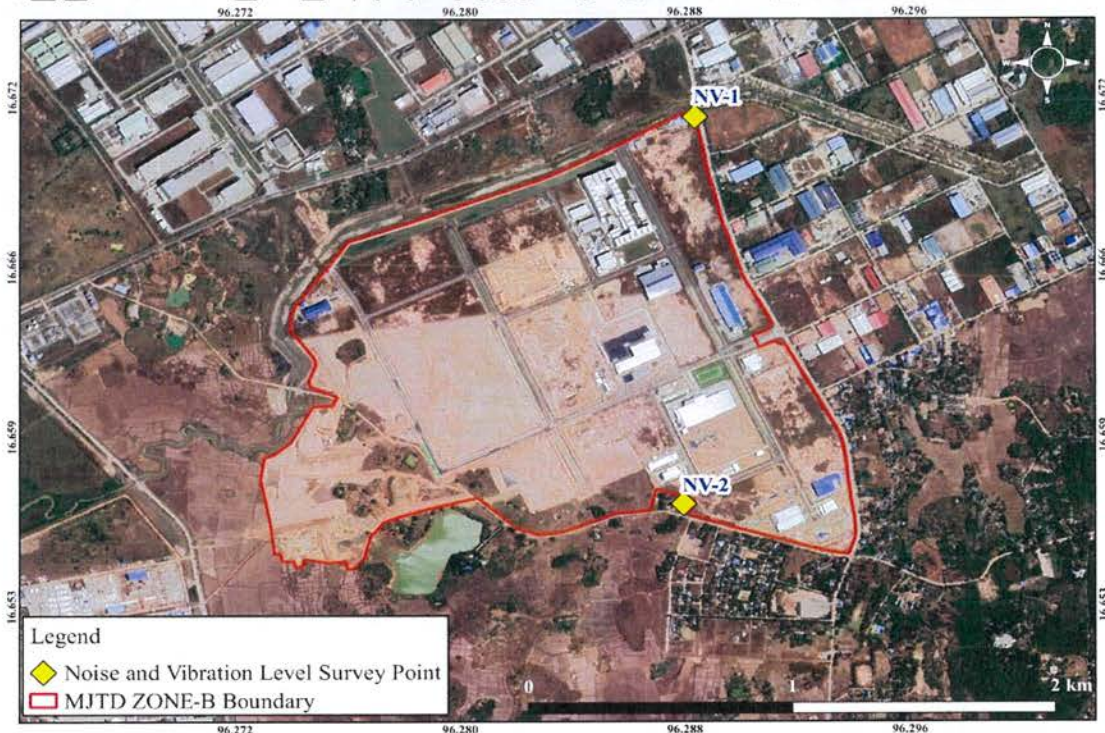 96.272 96.280 96.288 96.296
16.672 16.672
N
W E
S
NV-1
16.666 16.666
16.659 16.659
NV-2
16.653 16.653
Legend
Noise and Vibration Level Survey Point
MJTD ZONE-B Boundary
0 1 2 km
96.272 96.280 96.288 96.296